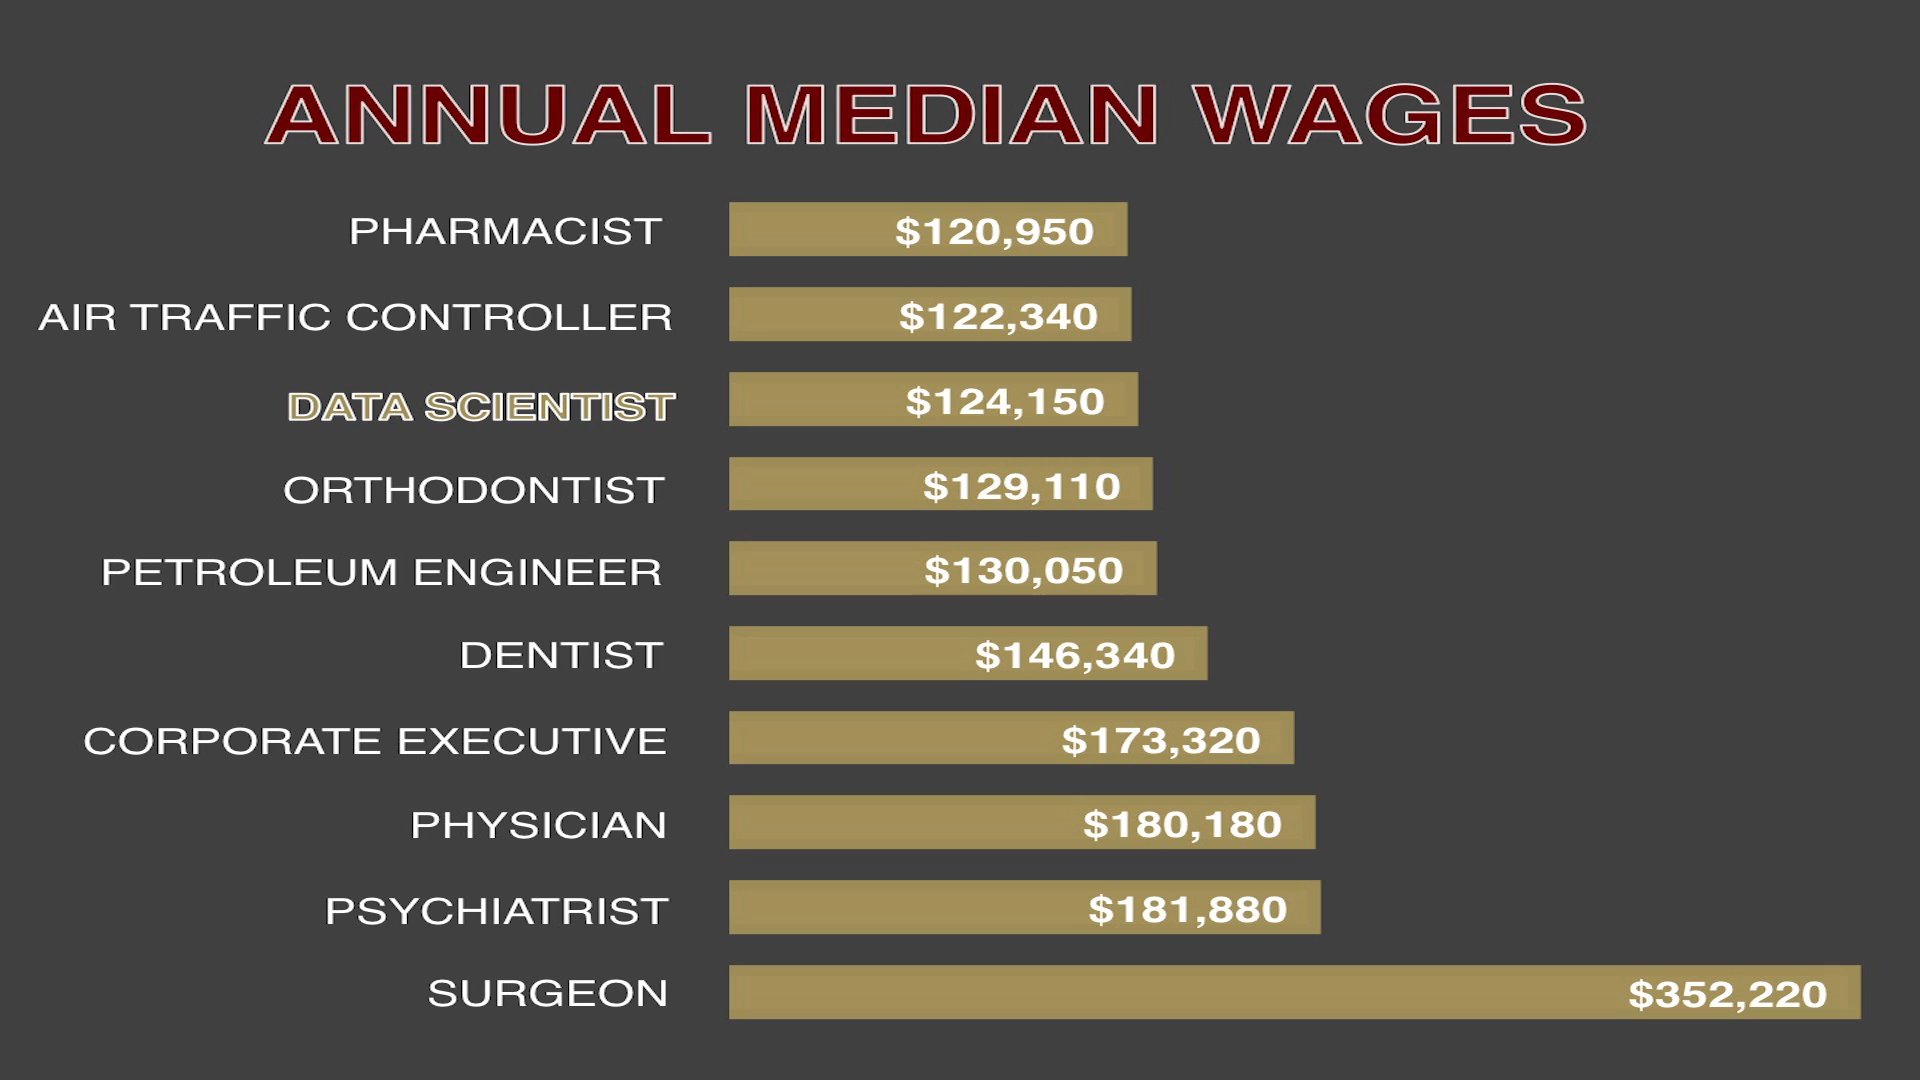 ANNUAL MEDIAN WAGES
PHARMACIST $120,950
AIR TRAFFIC CONTROLLER $122,340
DATA SCIENTIST $124,150
ORTHODONTIST $129,110
PETROLEUM ENGINEER $130,050
DENTIST $146,340
CORPORATE EXECUTIVE $173,320
PHYSICIAN $180,180
PSYCHIATRIST $181,880
SURGEON $352,220